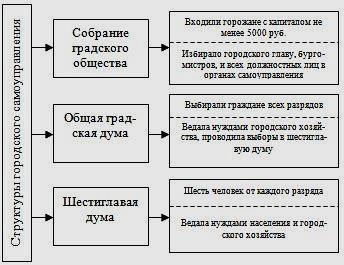 Структуры городского самоуправления
Собрание
градского
общества
Входили горожане с капиталом не
менее 5000 руб.
Избирало городского главу, бурго-
мистров, и всех должностных лиц в
органах самоуправления
Общая град-
ская дума
Выбирали граждане всех разрядов
Ведала нуждами городского хозяй-
ства, проводила выборы в шестигла-
вую думу
Шестиглавая
дума
Шесть человек от каждого разряда
Ведала нуждами населения и город-
ского хозяйства